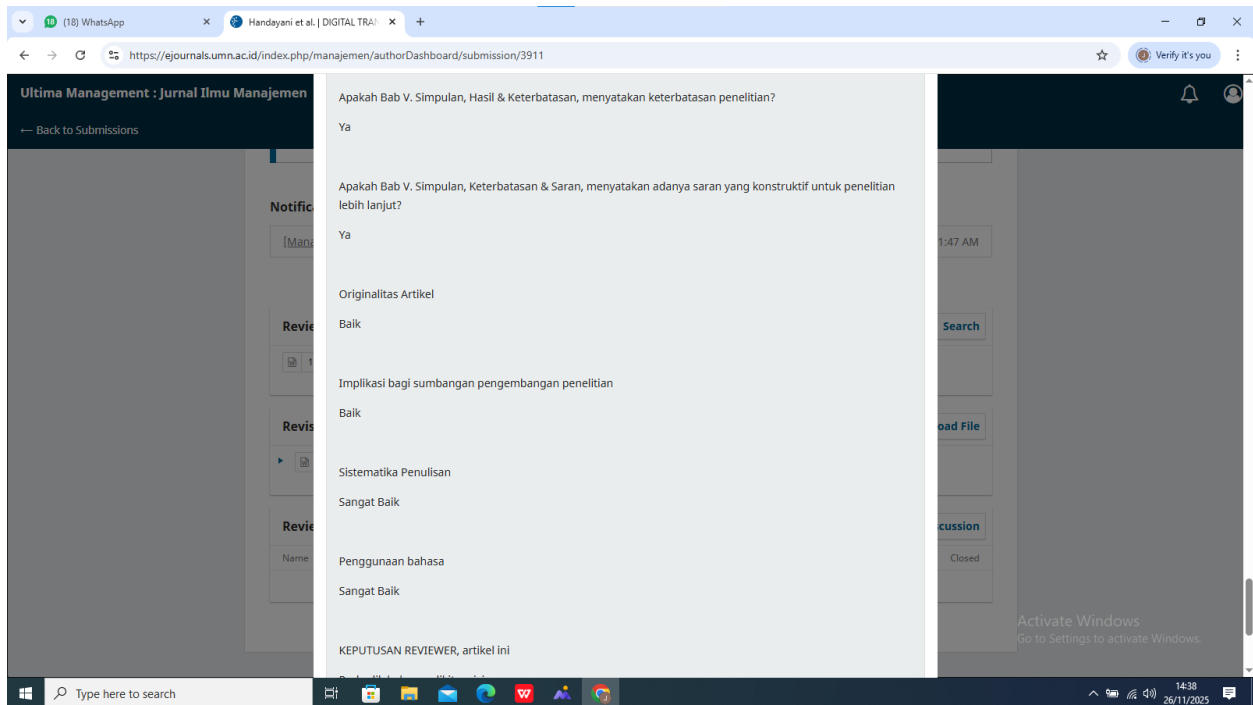 (18) WhatsApp
Handayani et al. | DIGITAL TRAN
https://ejournals.umn.ac.id/index.php/manajemen/authorDashboard/submission/3911
Verify it's you
Ultima Management : Jurnal Ilmu Manajemen
← Back to Submissions
Apakah Bab V. Simpulan, Hasil & Keterbatasan, menyatakan keterbatasan penelitian?
Ya
Apakah Bab V. Simpulan, Keterbatasan & Saran, menyatakan adanya saran yang konstruktif untuk penelitian
lebih lanjut?
Ya
Notific
[Mana
1:47 AM
Originalitas Artikel
Baik
Revie
Search
1
Implikasi bagi sumbangan pengembangan penelitian
Baik
Revis
oad File
Sistematika Penulisan
Sangat Baik
Revie
cussion
Name
Closed
Penggunaan bahasa
Sangat Baik
KEPUTUSAN REVIEWER, artikel ini
Activate Windows
Go to Settings to activate Windows.
Type here to search
14:38
26/11/2025